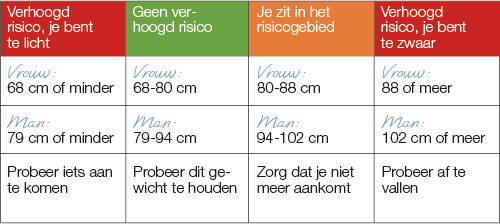 Verhoogd
risico, je bent
te licht
Geen ver-
hoogd risico
Je zit in het
risicogebied
Verhoogd
risico, je bent
te zwaar
Vrouw:
68 cm of minder
Vrouw:
68-80 cm
Vrouw:
80-88 cm
Vrouw:
88 of meer
Man:
79 cm of minder
Man:
79-94 cm
Man:
94-102 cm
Man:
102 cm of meer
Probeer iets aan
te komen
Probeer dit ge-
wicht te houden
Zorg dat je niet
meer aankomt
Probeer af te
vallen